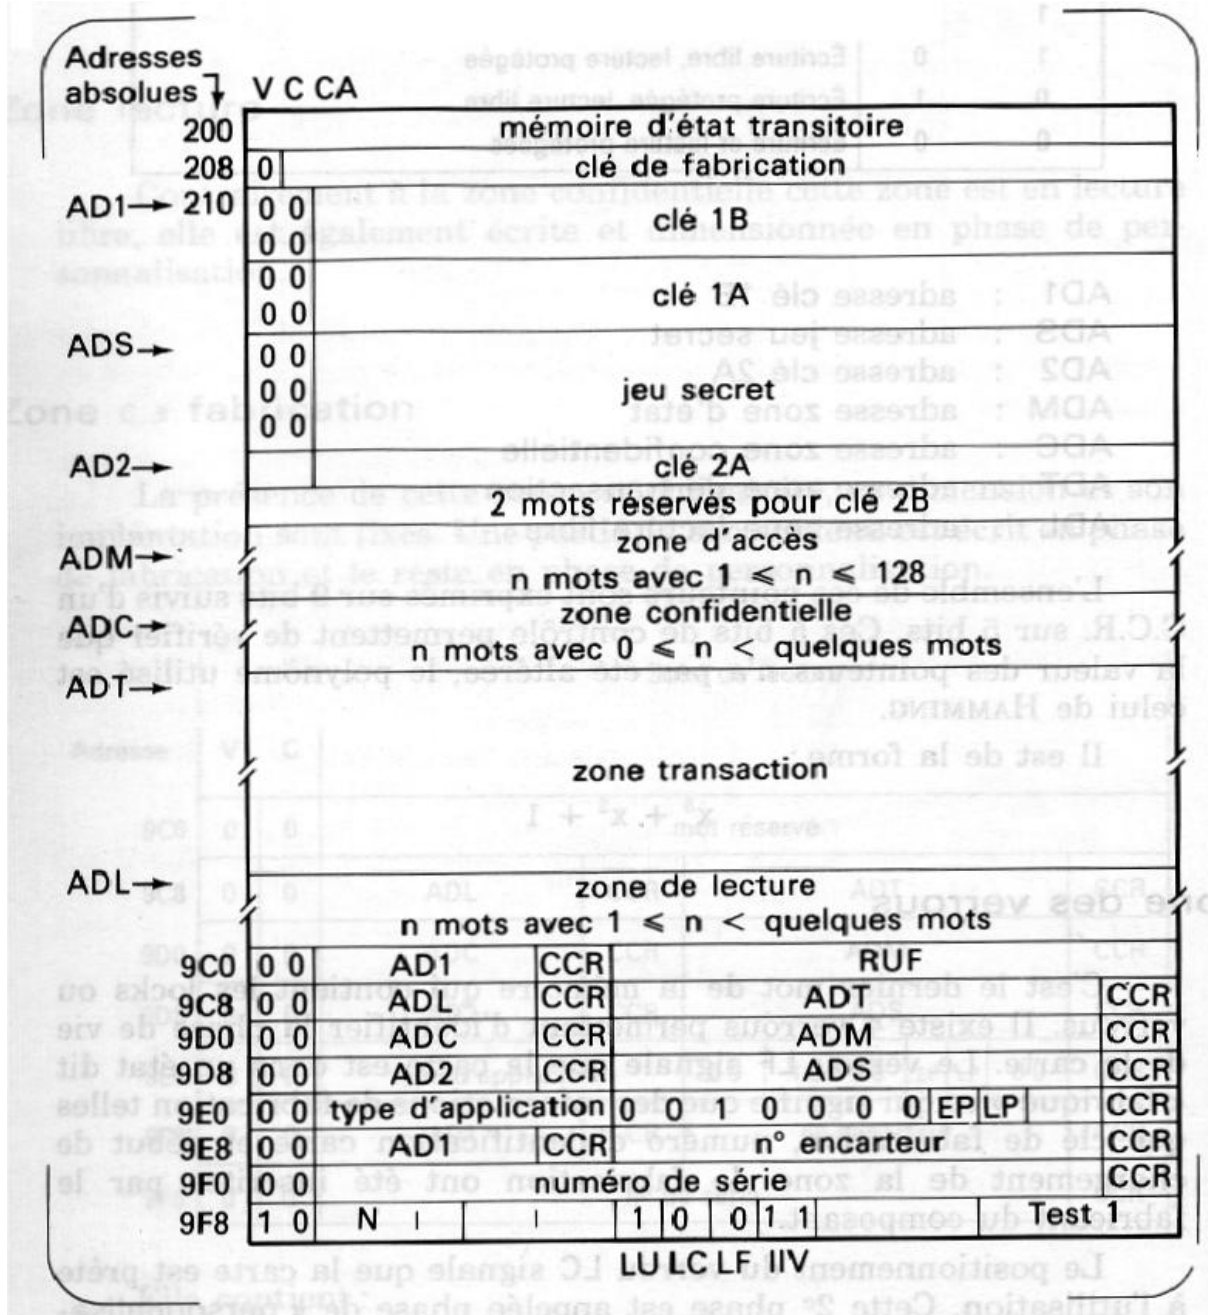 Adresses
absolues V C CA
200 mémoire d'état transitoire
208 0 clé de fabrication
AD1 210 0 0 clé 1B
0 0
0 0 clé 1A
0 0
ADS 0 0
0 0 jeu secret
0 0
AD2 clé 2A
2 mots réservés pour clé 2B
zone d'accès
ADM
n mots avec 1 ⩽ n ⩽ 128
zone confidentielle
ADC
n mots avec 0 ⩽ n < quelques mots
ADT
zone transaction
ADL zone de lecture
n mots avec 1 ⩽ n < quelques mots
9C0 0 0 AD1 CCR RUF
9C8 0 0 ADL CCR ADT CCR
9D0 0 0 ADC CCR ADM CCR
9D8 0 0 AD2 CCR ADS CCR
9E0 0 0 type d'application 0 0 1 0 0 0 0 EP LP 1 CCR
9E8 0 0 AD1 CCR n° encarteur CCR
9F0 0 0 numéro de série CCR
9F8 1 0 N I I 1 0 0 1 1 Test 1
LU LC LF IIV